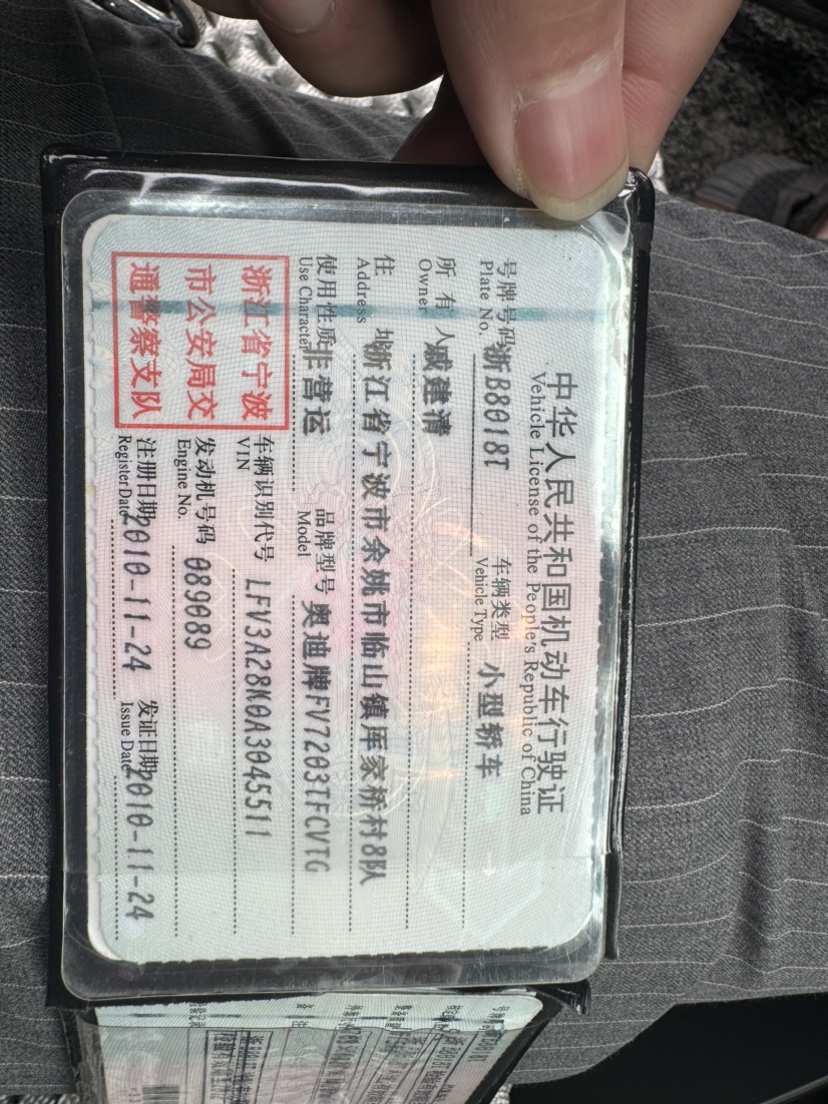 中华人民共和国机动车行驶证
Vehicle License of the People's Republic of China
号牌号码 浙B8018T 车辆类型 小型轿车
Plate No. Vehicle Type
所有人 戚建清
Owner
住址 浙江省宁波市余姚市临山镇厍家桥村8队
Address
使用性质 非营运 品牌型号 奥迪牌FV7203TFCVTG
Use Character Model
浙江省宁波
市公安局交
通警察支队
车辆识别代号 LFV3A28K0A3045511
VIN
发动机号码 089089
Engine No.
注册日期 2010-11-24 发证日期 2010-11-24
Register Date Issue Date